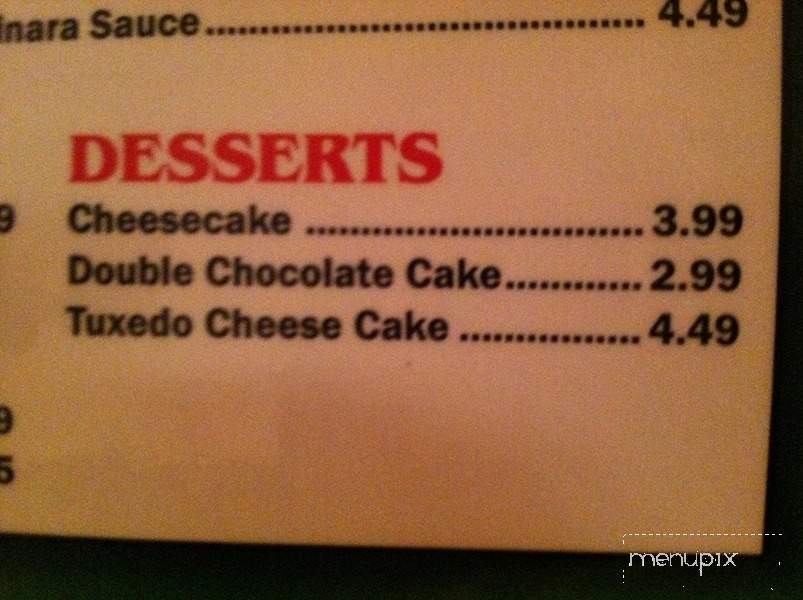 Sauce........................................ 4.49
DESSERTS
9 Cheesecake ............................... 3.99
Double Chocolate Cake............. 2.99
Tuxedo Cheese Cake ................. 4.49
9
5
menupix